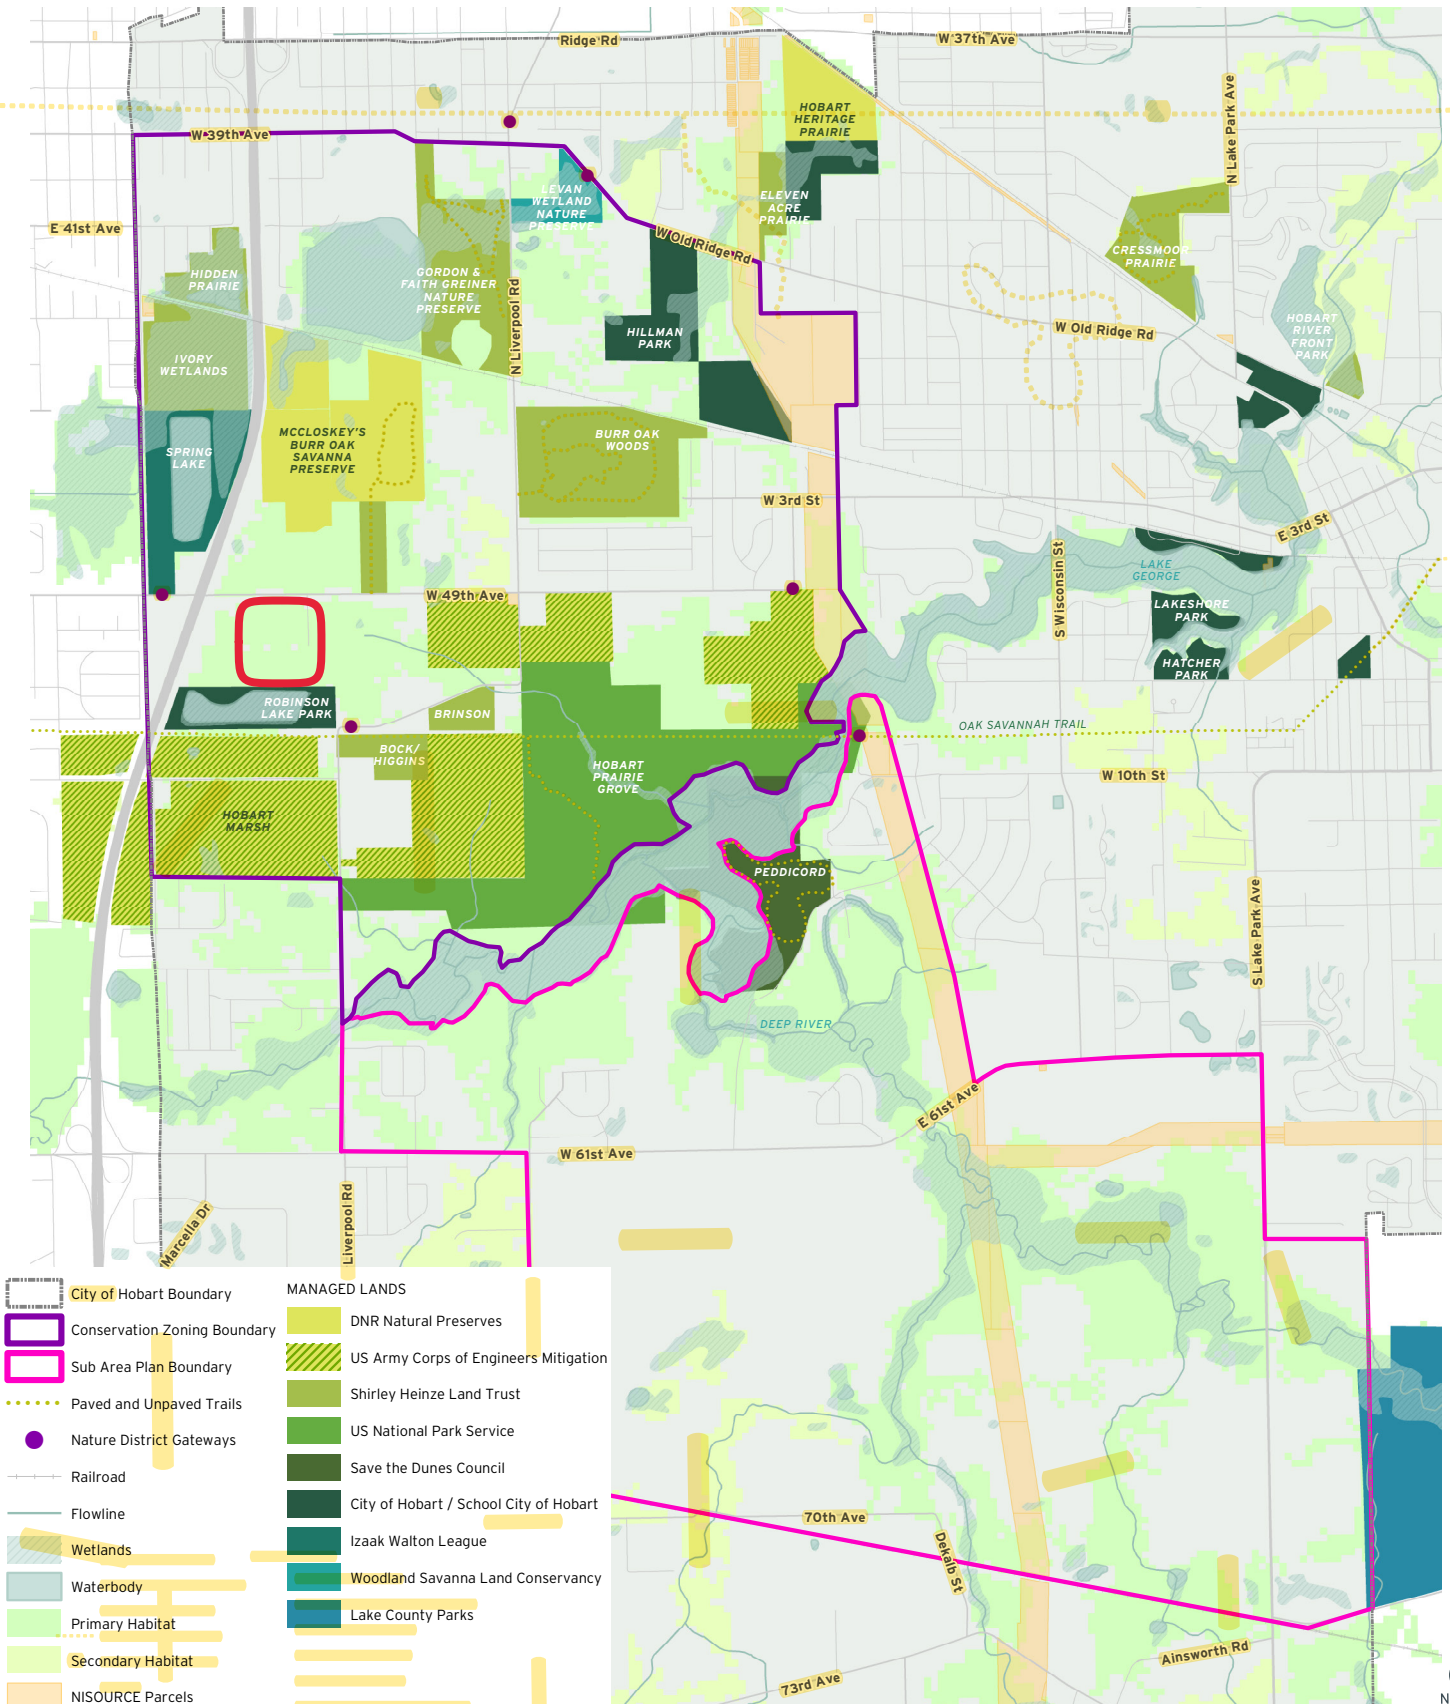 Ridge Rd
W 37th Ave
N Lake Park Ave
HOBART
HERITAGE
PRAIRIE
W 39th Ave
LEVAN
WETLAND
NATURE
PRESERVE
ELEVEN
ACRE
PRAIRIE
E 41st Ave
W Old Ridge Rd
CRESSMOOR
PRAIRIE
HIDDEN
PRAIRIE
GORDON &
FAITH GREINER
NATURE
PRESERVE
N Liverpool Rd
HILLMAN
PARK
W Old Ridge Rd
HOBART
RIVER
FRONT
PARK
IVORY
WETLANDS
MCCLOSKEY'S
BURR OAK
SAVANNA
PRESERVE
BURR OAK
WOODS
SPRING
LAKE
W 3rd St
E 3rd St
S Wisconsin St
LAKE
GEORGE
W 49th Ave
LAKESHORE
PARK
HATCHER
PARK
ROBINSON
LAKE PARK
BRINSON
OAK SAVANNAH TRAIL
BOCK/
HIGGINS
HOBART
PRAIRIE
GROVE
W 10th St
HOBART
MARSH
PEDDICORD
S Lake Park Ave
DEEP RIVER
E 61st Ave
W 61st Ave
Marcella Dr
Liverpool Rd
City of Hobart Boundary
Conservation Zoning Boundary
Sub Area Plan Boundary
Paved and Unpaved Trails
Nature District Gateways
Railroad
Flowline
Wetlands
Waterbody
Primary Habitat
Secondary Habitat
NISOURCE Parcels
MANAGED LANDS
DNR Natural Preserves
US Army Corps of Engineers Mitigation
Shirley Heinze Land Trust
US National Park Service
Save the Dunes Council
City of Hobart / School City of Hobart
Izaak Walton League
Woodland Savanna Land Conservancy
Lake County Parks
70th Ave
Dekalb St
Ainsworth Rd
73rd Ave
N